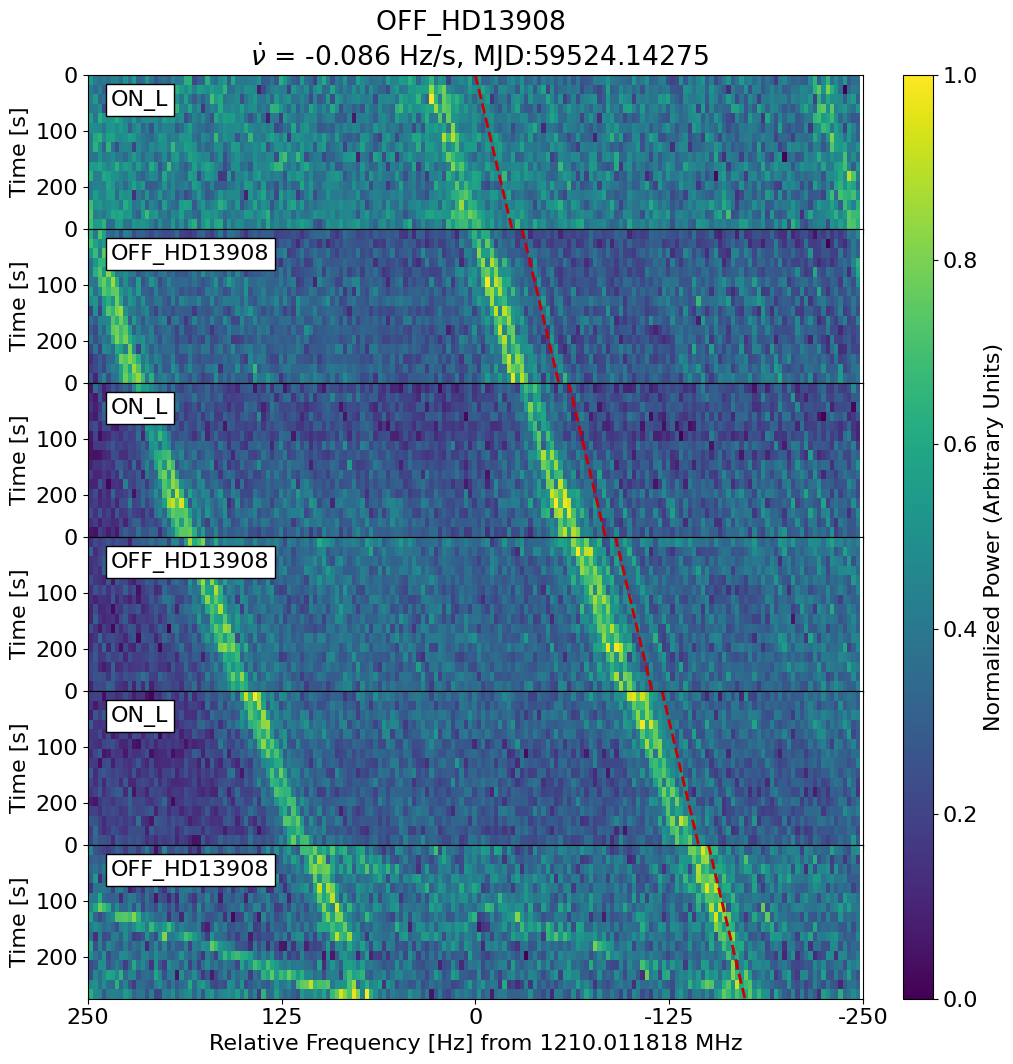 OFF_HD13908
ν̇ = -0.086 Hz/s, MJD:59524.14275
0
ON_L
100
Time [s]
200
0
OFF_HD13908
100
Time [s]
200
0
ON_L
100
Time [s]
200
0
OFF_HD13908
100
Time [s]
200
0
ON_L
100
Time [s]
200
0
OFF_HD13908
100
Time [s]
200
250 125 0 -125 -250
Relative Frequency [Hz] from 1210.011818 MHz
1.0
0.8
0.6
0.4
0.2
0.0
Normalized Power (Arbitrary Units)